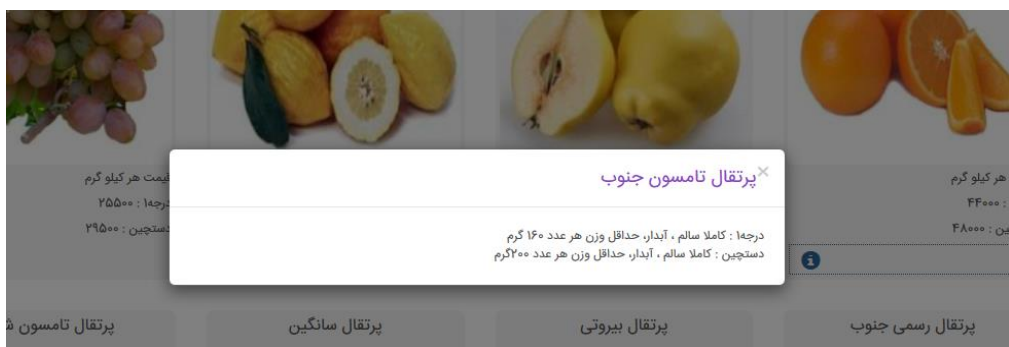 پرتقال تامسون جنوب ×
درجه۱ : کاملا سالم ، آبدار، حداقل وزن هر عدد ۱۶۰ گرم
دستچین : کاملا سالم ، آبدار، حداقل وزن هر عدد ۲۰۰گرم
هر کیلو گرم
: ۴۴۰۰۰
ین : ۴۸۰۰۰
قیمت هر کیلو گرم
درجه۱ : ۲۵۵۰۰
دستچین : ۲۹۵۰۰
پرتقال رسمی جنوب
پرتقال بیروتی
پرتقال سانگین
پرتقال تامسون ش